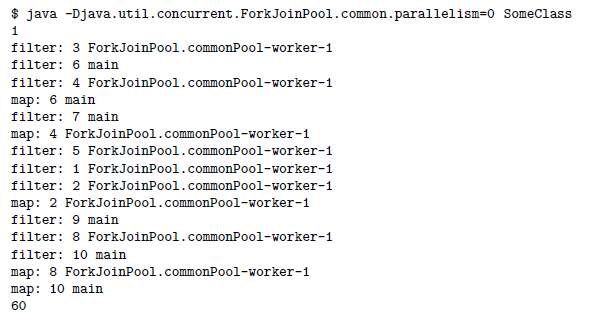 $ java -Djava.util.concurrent.ForkJoinPool.common.parallelism=0 SomeClass
1
filter: 3 ForkJoinPool.commonPool-worker-1
filter: 6 main
filter: 4 ForkJoinPool.commonPool-worker-1
map: 6 main
filter: 7 main
map: 4 ForkJoinPool.commonPool-worker-1
filter: 5 ForkJoinPool.commonPool-worker-1
filter: 1 ForkJoinPool.commonPool-worker-1
filter: 2 ForkJoinPool.commonPool-worker-1
map: 2 ForkJoinPool.commonPool-worker-1
filter: 9 main
filter: 8 ForkJoinPool.commonPool-worker-1
filter: 10 main
map: 8 ForkJoinPool.commonPool-worker-1
map: 10 main
60